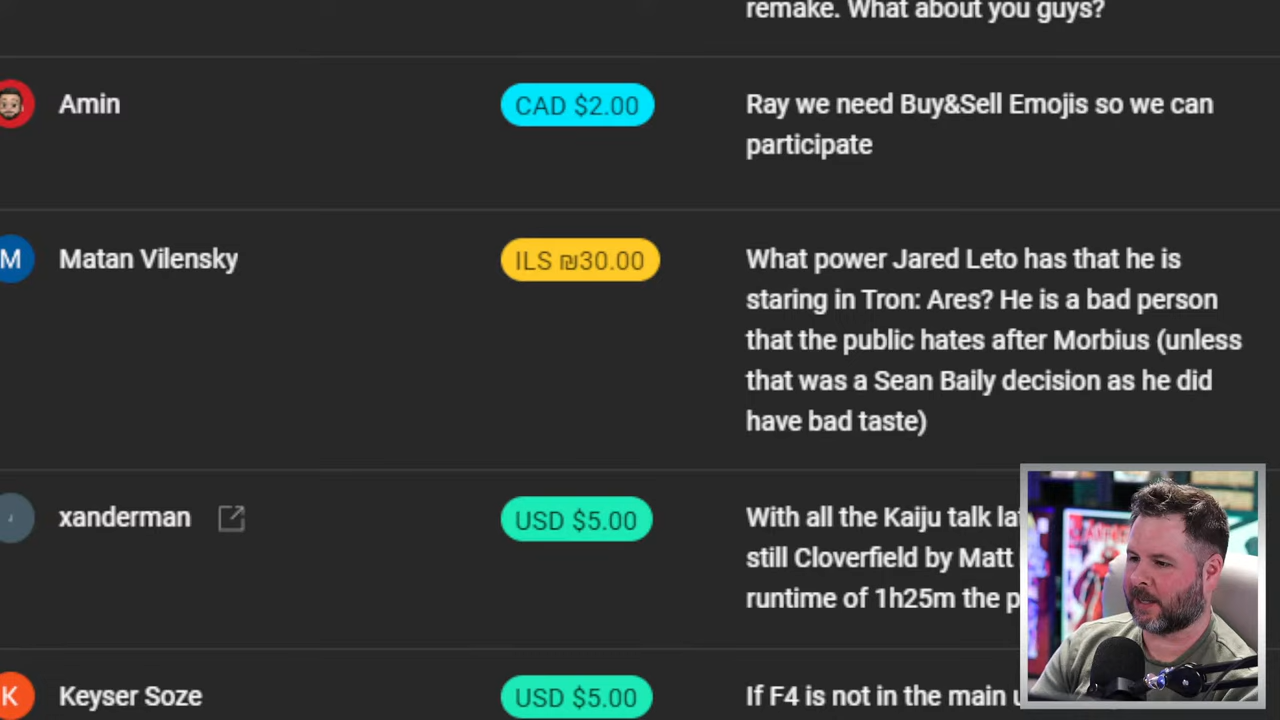 remake. What about you guys?
Amin
CAD $2.00
Ray we need Buy&Sell Emojis so we can
participate
M
Matan Vilensky
ILS ₪30.00
What power Jared Leto has that he is
staring in Tron: Ares? He is a bad person
that the public hates after Morbius (unless
that was a Sean Baily decision as he did
have bad taste)
xanderman
USD $5.00
With all the Kaiju talk
still Cloverfield by Matt
runtime of 1h25m the
K
Keyser Soze
USD $5.00
If F4 is not in the main